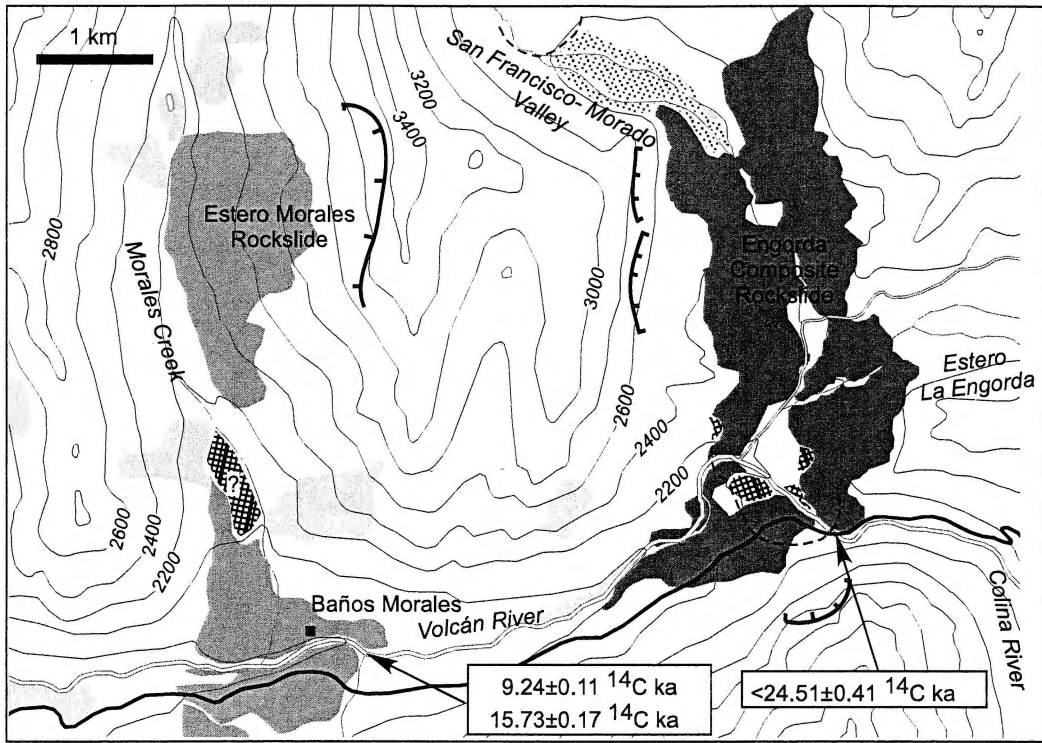 1 km
San Francisco- Morado
Valley
3200
3400
2800
Estero Morales
Rockslide
Morales Creek
Engorda
Composite
Rockslide
3000
Estero
La Engorda
2600
2400
2200
??
2600
2400
2200
Baños Morales
Volcán River
Colina River
9.24±0.11 14C ka
15.73±0.17 14C ka
<24.51±0.41 14C ka